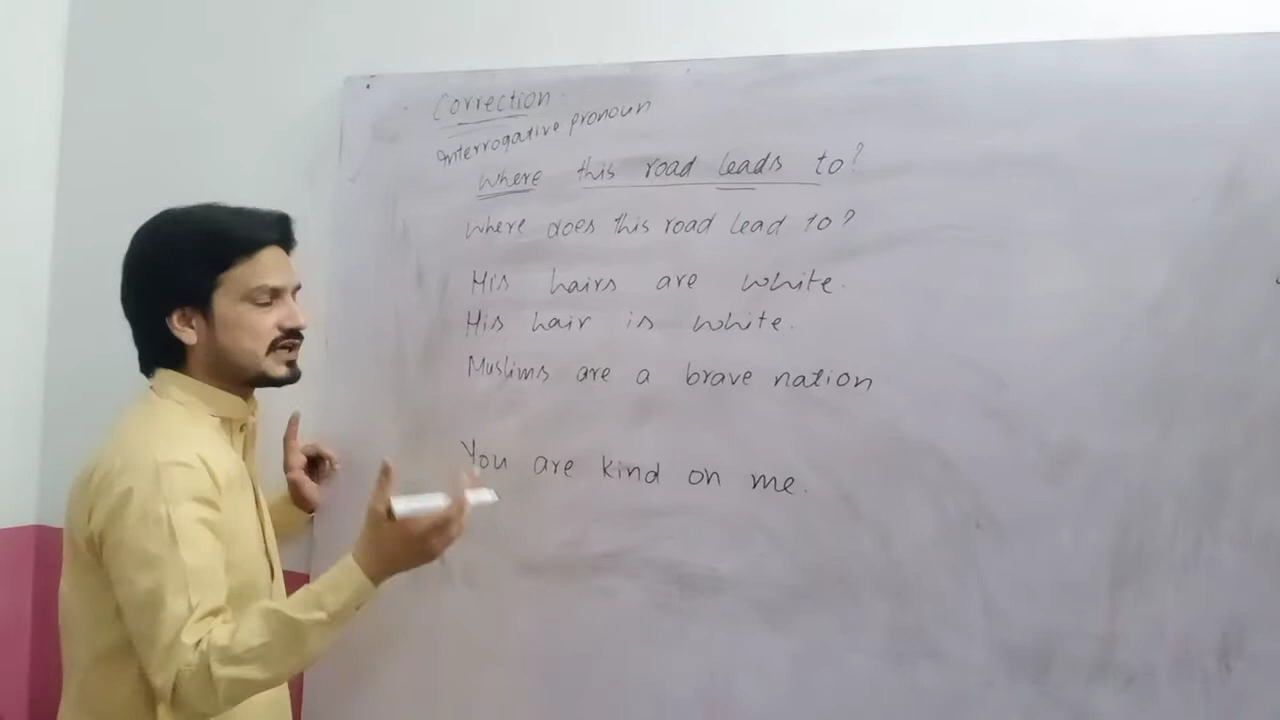 Correction
Interrogative pronoun
Where this road leads to?
Where does this road lead to?
His hairs are white.
His hair is white.
Muslims are a brave nation
You are kind on me.